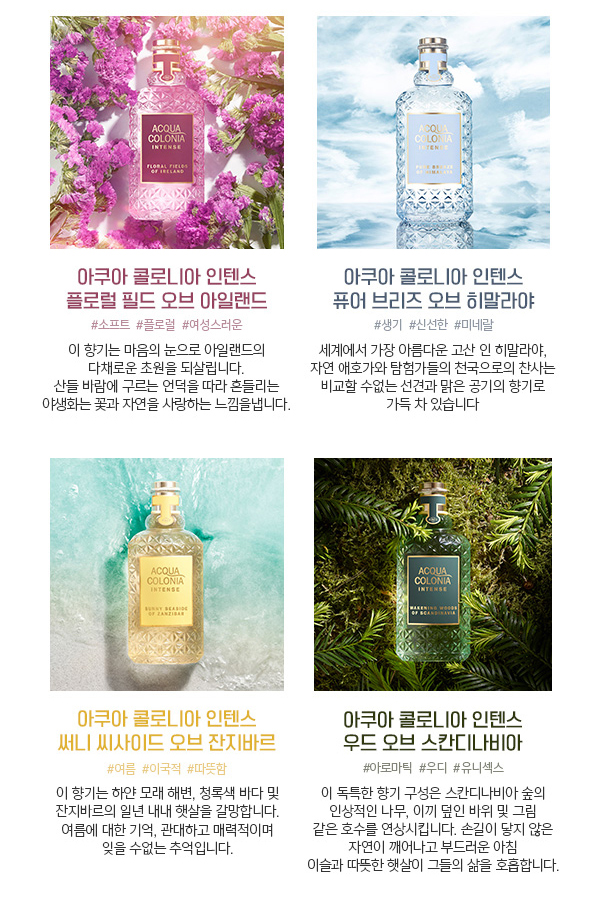 ACQUA
COLONIA
INTENSE
FLORAL FIELDS
OF IRELAND
아쿠아 콜로니아 인텐스
플로럴 필드 오브 아일랜드
#소프트 #플로럴 #여성스러운
이 향기는 마음의 눈으로 아일랜드의
다채로운 초원을 되살립니다.
산들 바람에 구르는 언덕을 따라 흔들리는
야생화는 꽃과 자연을 사랑하는 느낌을냅니다.
ACQUA
COLONIA
INTENSE
PURE BREEZE
OF HIMALAYA
아쿠아 콜로니아 인텐스
퓨어 브리즈 오브 히말라야
#생기 #신선한 #미네랄
세계에서 가장 아름다운 고산 인 히말라야,
자연 애호가와 탐험가들의 천국으로의 찬사는
비교할 수없는 선견과 맑은 공기의 향기로
가득 차 있습니다
ACQUA
COLONIA
INTENSE
SUNNY SEASIDE
OF ZANZIBAR
아쿠아 콜로니아 인텐스
써니 씨사이드 오브 잔지바르
#여름 #이국적 #따뜻함
이 향기는 하얀 모래 해변, 청록색 바다 및
잔지바르의 일년 내내 햇살을 갈망합니다.
여름에 대한 기억, 관대하고 매력적이며
잊을 수없는 추억입니다.
ACQUA
COLONIA
INTENSE
WAKENING WOODS
OF SCANDINAVIA
아쿠아 콜로니아 인텐스
우드 오브 스칸디나비아
#아로마틱 #우디 #유니섹스
이 독특한 향기 구성은 스칸디나비아 숲의
인상적인 나무, 이끼 덮인 바위 및 그림
같은 호수를 연상시킵니다. 손길이 닿지 않은
자연이 깨어나고 부드러운 아침
이슬과 따뜻한 햇살이 그들의 삶을 호흡합니다.